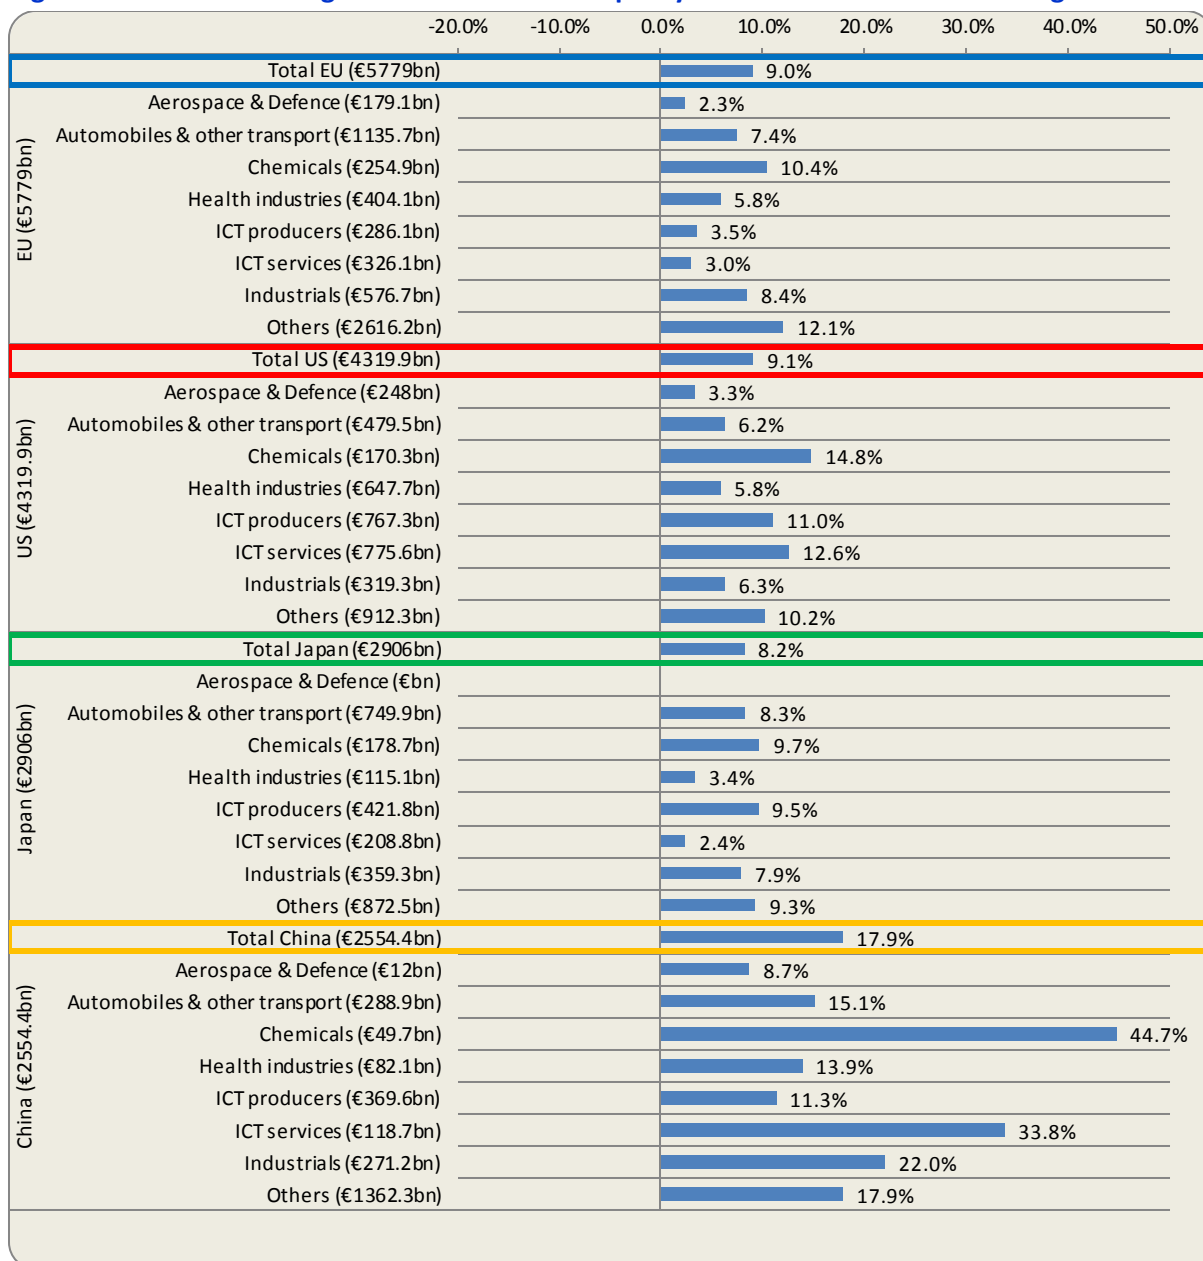 -20.0% -10.0% 0.0% 10.0% 20.0% 30.0% 40.0% 50.0%
Total EU (€5779bn) 9.0%
EU (€5779bn)
Aerospace & Defence (€179.1bn) 2.3%
Automobiles & other transport (€1135.7bn) 7.4%
Chemicals (€254.9bn) 10.4%
Health industries (€404.1bn) 5.8%
ICT producers (€286.1bn) 3.5%
ICT services (€326.1bn) 3.0%
Industrials (€576.7bn) 8.4%
Others (€2616.2bn) 12.1%
Total US (€4319.9bn) 9.1%
US (€4319.9bn)
Aerospace & Defence (€248bn) 3.3%
Automobiles & other transport (€479.5bn) 6.2%
Chemicals (€170.3bn) 14.8%
Health industries (€647.7bn) 5.8%
ICT producers (€767.3bn) 11.0%
ICT services (€775.6bn) 12.6%
Industrials (€319.3bn) 6.3%
Others (€912.3bn) 10.2%
Total Japan (€2906bn) 8.2%
Japan (€2906bn)
Aerospace & Defence (€bn)
Automobiles & other transport (€749.9bn) 8.3%
Chemicals (€178.7bn) 9.7%
Health industries (€115.1bn) 3.4%
ICT producers (€421.8bn) 9.5%
ICT services (€208.8bn) 2.4%
Industrials (€359.3bn) 7.9%
Others (€872.5bn) 9.3%
Total China (€2554.4bn) 17.9%
China (€2554.4bn)
Aerospace & Defence (€12bn) 8.7%
Automobiles & other transport (€288.9bn) 15.1%
Chemicals (€49.7bn) 44.7%
Health industries (€82.1bn) 13.9%
ICT producers (€369.6bn) 11.3%
ICT services (€118.7bn) 33.8%
Industrials (€271.2bn) 22.0%
Others (€1362.3bn) 17.9%